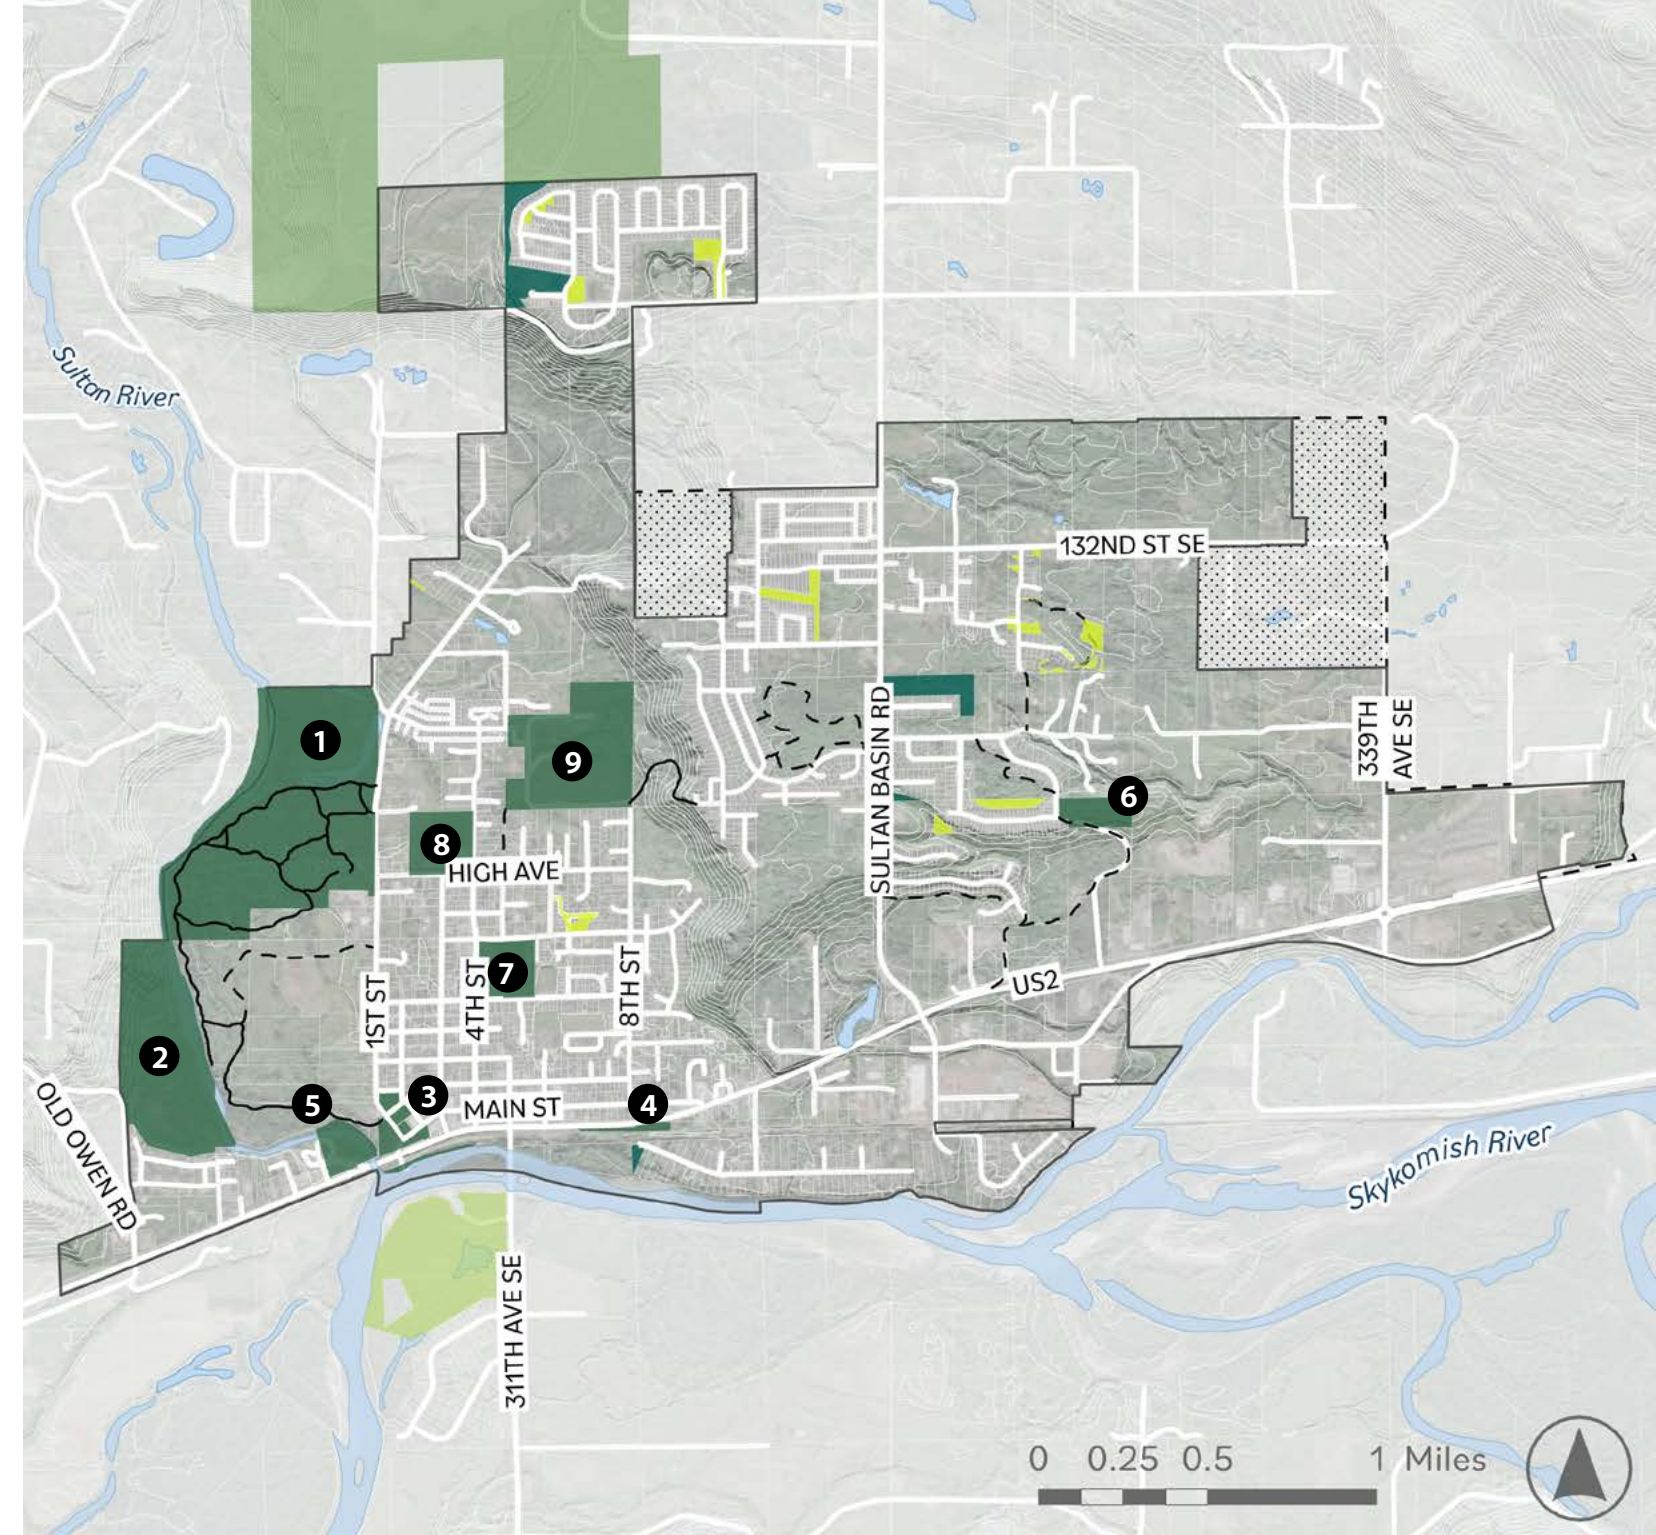 Sultan River
132ND ST SE
1
SULTAN BASIN RD
339TH
AVE SE
9
6
8
HIGH AVE
7
1ST ST
4TH ST
8TH ST
US2
2
OLD OWEN RD
5
3
MAIN ST
4
Skykomish River
311TH AVE SE
0 0.25 0.5 1 Miles